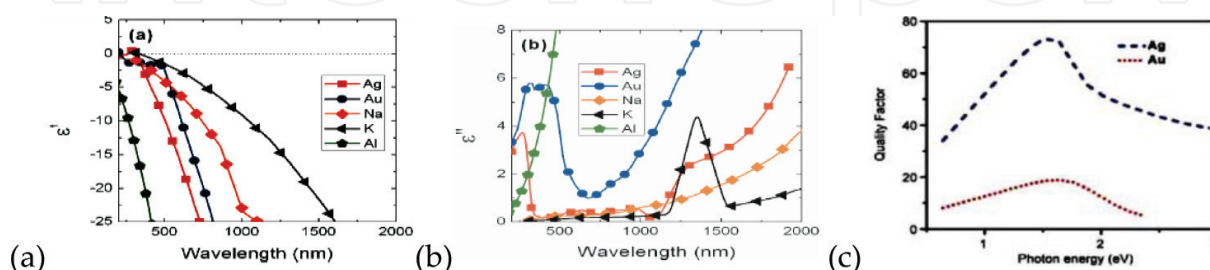 (a)
5
0
-5
-10
-15
-20
-25
ε'
(a)
Ag
Au
Na
K
Al
500
1000
1500
2000
Wavelength (nm)
(b)
8
6
4
2
0
ε''
(b)
Ag
Au
Na
K
Al
500
1000
1500
2000
Wavelength (nm)
(c)
80
60
40
20
0
Quality Factor
Ag
Au
1
2
Photon energy (eV)